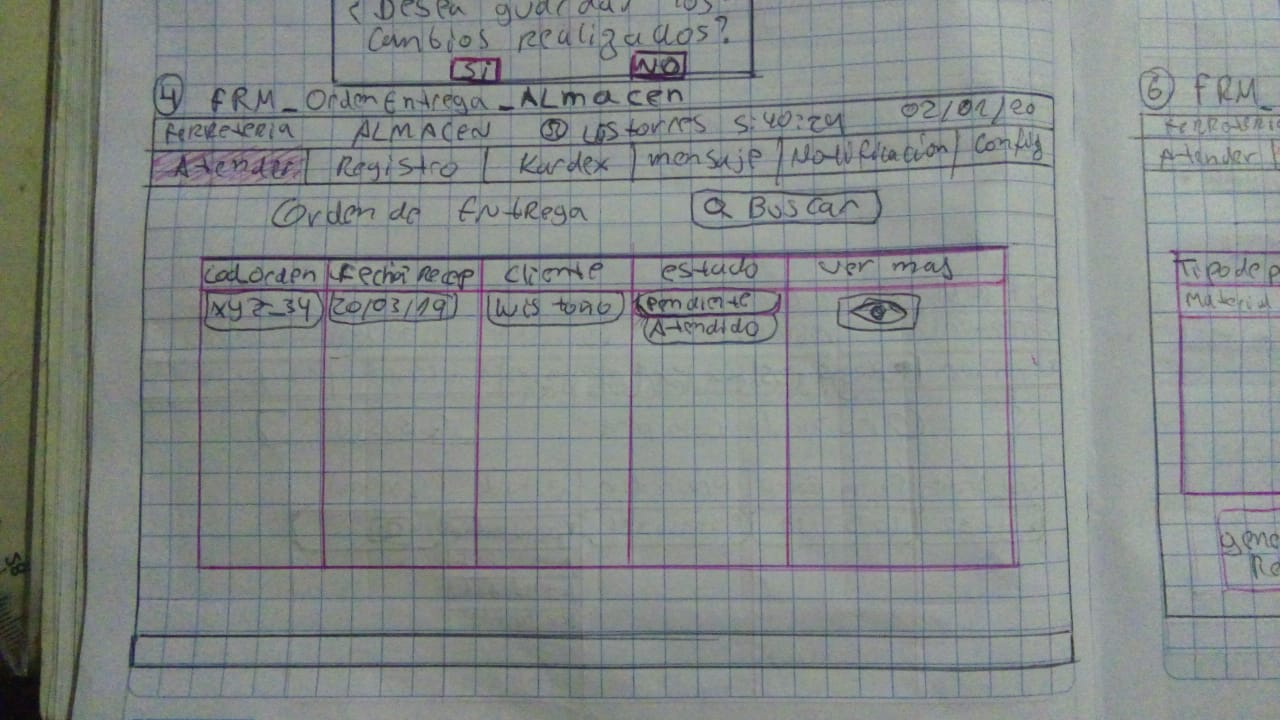 ¿Desea guardar los
Cambios realizados?
Si NO
4 FRM_OrdenEntrega_ALMacen
Ferreteria ALMACEN Los torres 5:40:24 02/02/20
Atender Registro Kardex mensaje Notificacion Config
Orden de Entrega Buscar
CodOrden Fecha Recep cliente estado ver mas
xyz_34 20/03/19 Luis toño Pendiente
Atendido
6 FRM_
Ferreteria
Atender
Tipo de p
Material
gene
Re